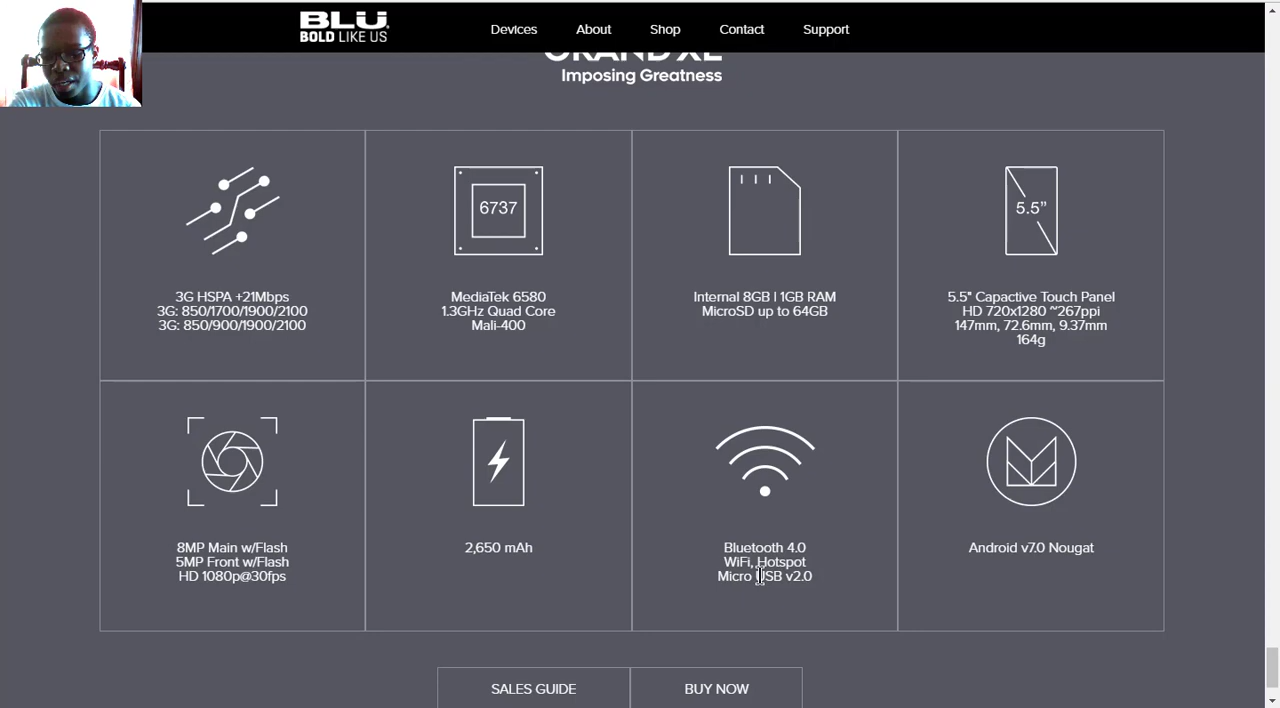 BLU
BOLD LIKE US
Devices
About
Shop
Contact
Support
GRAND XL
Imposing Greatness
6737
5.5”
3G HSPA +21Mbps
3G: 850/1700/1900/2100
3G: 850/900/1900/2100
MediaTek 6580
1.3GHz Quad Core
Mali-400
Internal 8GB | 1GB RAM
MicroSD up to 64GB
5.5" Capactive Touch Panel
HD 720x1280 ~267ppi
147mm, 72.6mm, 9.37mm
164g
8MP Main w/Flash
5MP Front w/Flash
HD 1080p@30fps
2,650 mAh
Bluetooth 4.0
WiFi, Hotspot
Micro USB v2.0
Android v7.0 Nougat
SALES GUIDE
BUY NOW